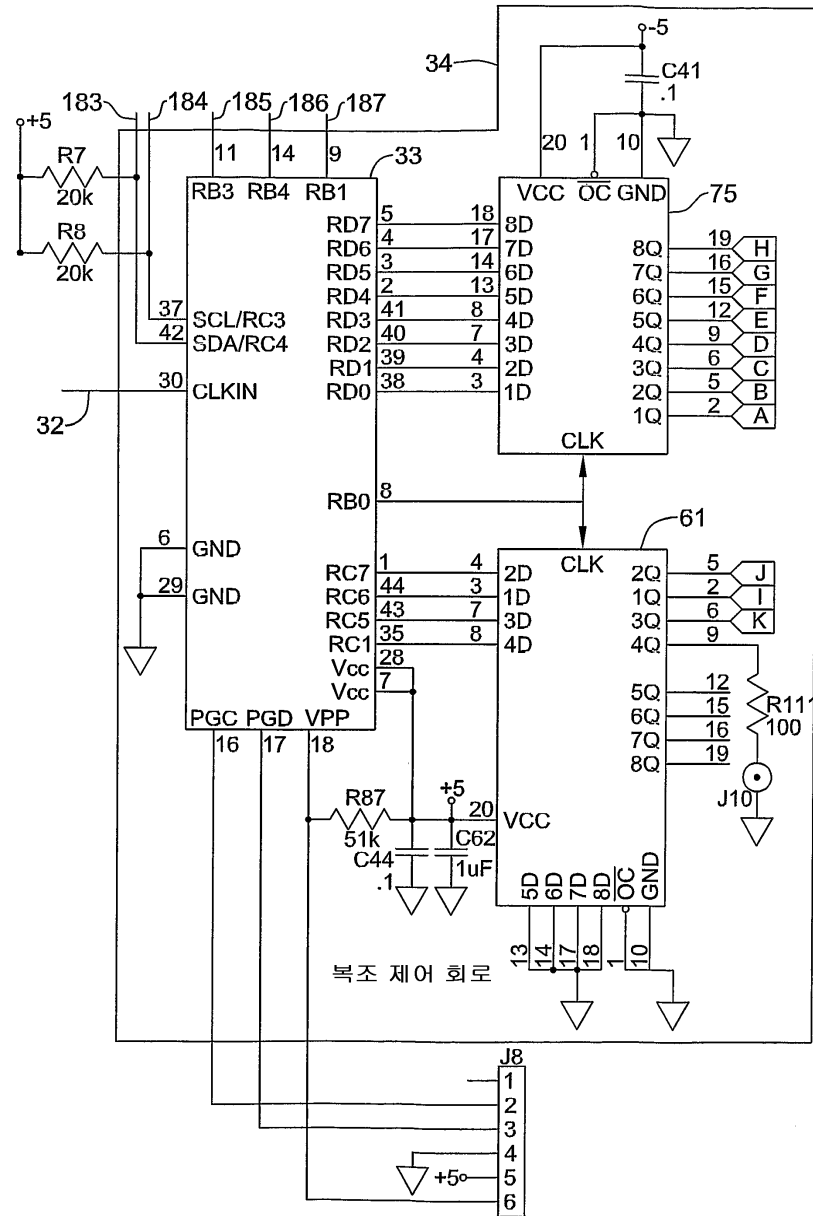 -5
34
C41
.1
183 184 185 186 187
+5
20 1 10
11 14 9
33
R7
20k
RB3 RB4 RB1
VCC OC GND
75
RD7 5 18 8D
RD6 4 17 7D 8Q 19 H
RD5 3 14 6D 7Q 16 G
RD4 2 13 5D 6Q 15 F
RD3 41 8 4D 5Q 12 E
RD2 40 7 3D 4Q 9 D
RD1 39 4 2D 3Q 6 C
RD0 38 3 1D 2Q 5 B
1Q 2 A
R8
20k
37 SCL/RC3
42 SDA/RC4
30 CLKIN
32
CLK
RB0 8
61
6 GND
29 GND
CLK
RC7 1 4 2D 2Q 5 J
RC6 44 3 1D 1Q 2 I
RC5 43 7 3D 3Q 6 K
RC1 35 8 4D 4Q 9
Vcc 28
Vcc 7
5Q 12
6Q 15
7Q 16
8Q 19
R111
100
J10
PGC PGD VPP
16 17 18
R87
51k
+5
20 VCC
C44
.1
C62
1uF
5D 6D 7D 8D OC GND
13 14 17 18 1 10
복조 제어 회로
J8
1
2
3
4
+5 5
6